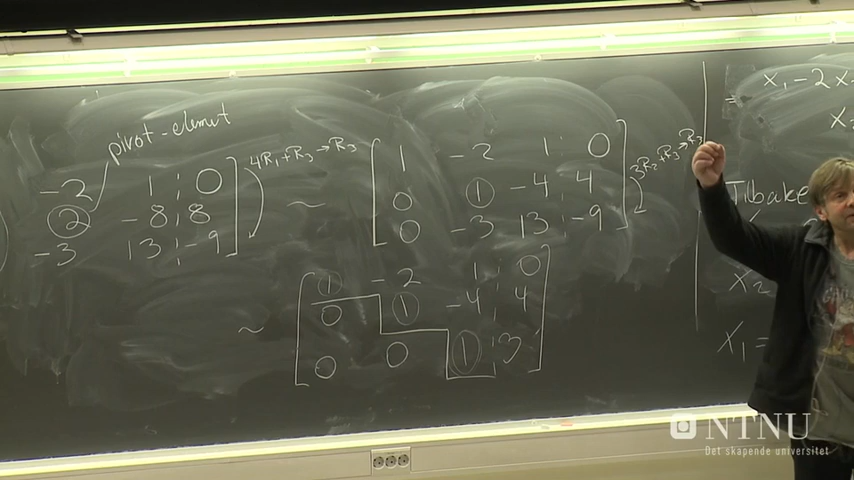 pivot-element
-2 1 0
2 -8 8
-3 13 -9
4R₁+R₃→R₃
~
1 -2 1 0
0 1 -4 4
0 -3 13 -9
3R₂+R₃→R₃
~
1 -2 1 0
0 1 -4 4
0 0 1 3
= x₁-2x
Tilbake
x₂
x₁ =
NTNU
Det skapende universitet